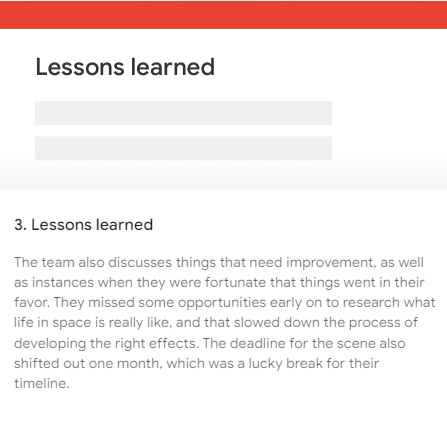 Lessons learned
3. Lessons learned
The team also discusses things that need improvement, as well
as instances when they were fortunate that things went in their
favor. They missed some opportunities early on to research what
life in space is really like, and that slowed down the process of
developing the right effects. The deadline for the scene also
shifted out one month, which was a lucky break for their
timeline.